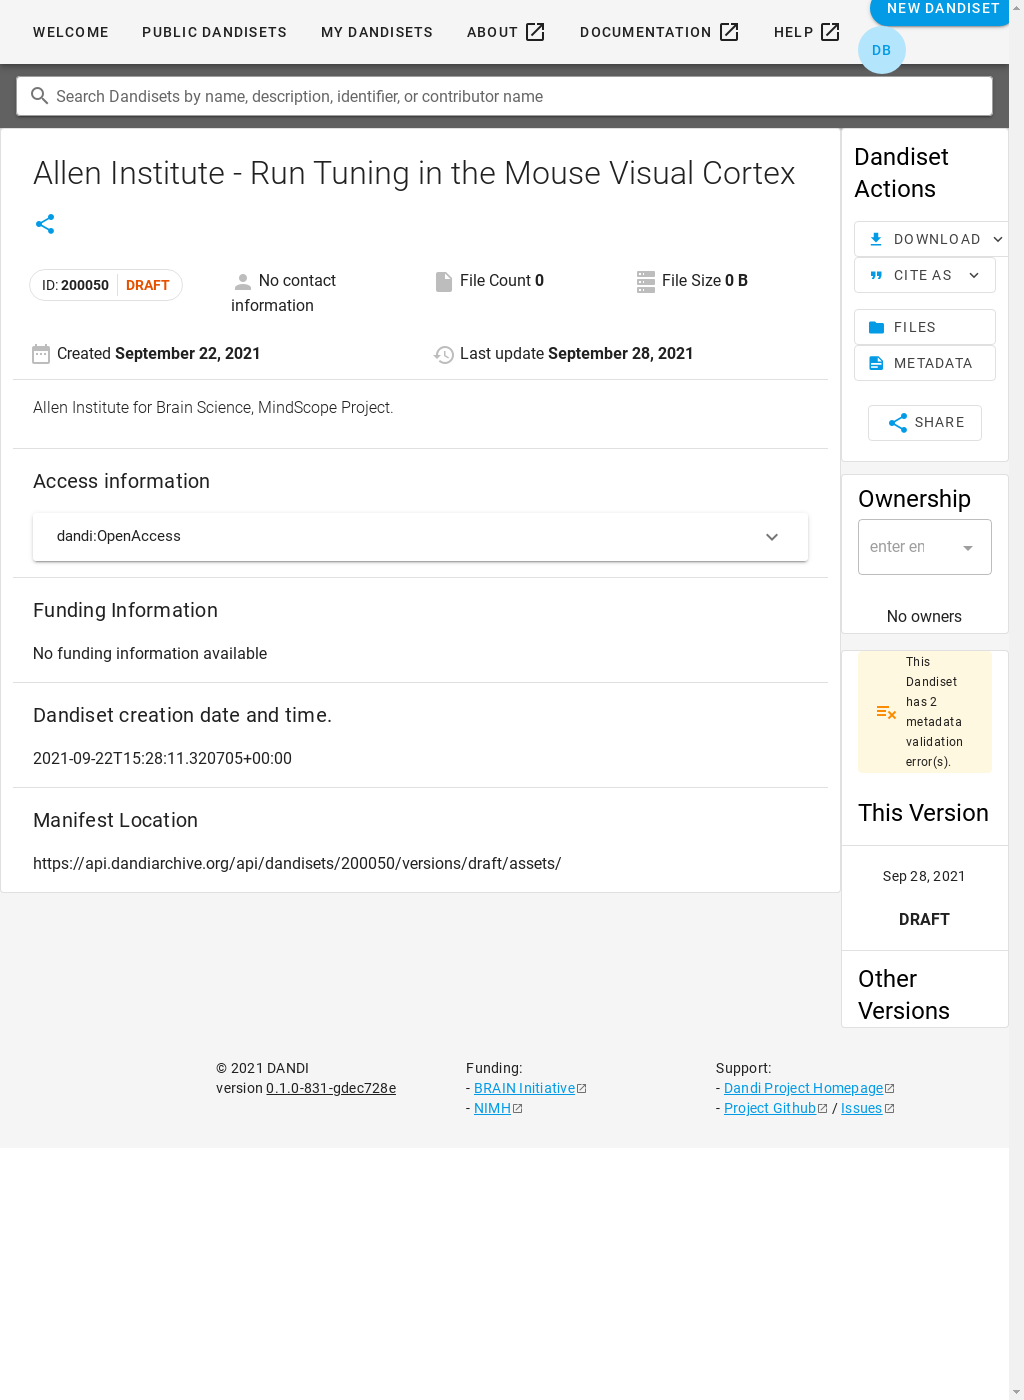 WELCOME PUBLIC DANDISETS MY DANDISETS ABOUT DOCUMENTATION HELP NEW DANDISET
DB
Search Dandisets by name, description, identifier, or contributor name
Allen Institute - Run Tuning in the Mouse Visual Cortex
ID: 200050 DRAFT
No contact
information
File Count 0
File Size 0 B
Created September 22, 2021
Last update September 28, 2021
Allen Institute for Brain Science, MindScope Project.
Access information
dandi:OpenAccess
Funding Information
No funding information available
Dandiset creation date and time.
2021-09-22T15:28:11.320705+00:00
Manifest Location
https://api.dandiarchive.org/api/dandisets/200050/versions/draft/assets/
Dandiset
Actions
DOWNLOAD
CITE AS
FILES
METADATA
SHARE
Ownership
enter en
No owners
This
Dandiset
has 2
metadata
validation
error(s).
This Version
Sep 28, 2021
DRAFT
Other
Versions
© 2021 DANDI
version 0.1.0-831-gdec728e
Funding:
- BRAIN Initiative
- NIMH
Support:
- Dandi Project Homepage
- Project Github / Issues